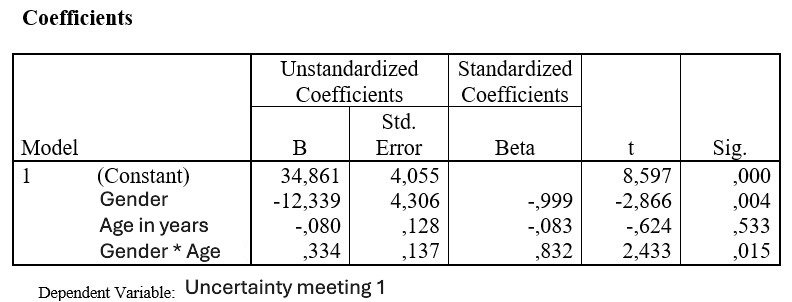 Coefficients
Unstandardized Coefficients Standardized Coefficients
Model B Std. Error Beta t Sig.
1 (Constant) 34,861 4,055 8,597 ,000
Gender -12,339 4,306 -,999 -2,866 ,004
Age in years -,080 ,128 -,083 -,624 ,533
Gender * Age ,334 ,137 ,832 2,433 ,015
Dependent Variable: Uncertainty meeting 1